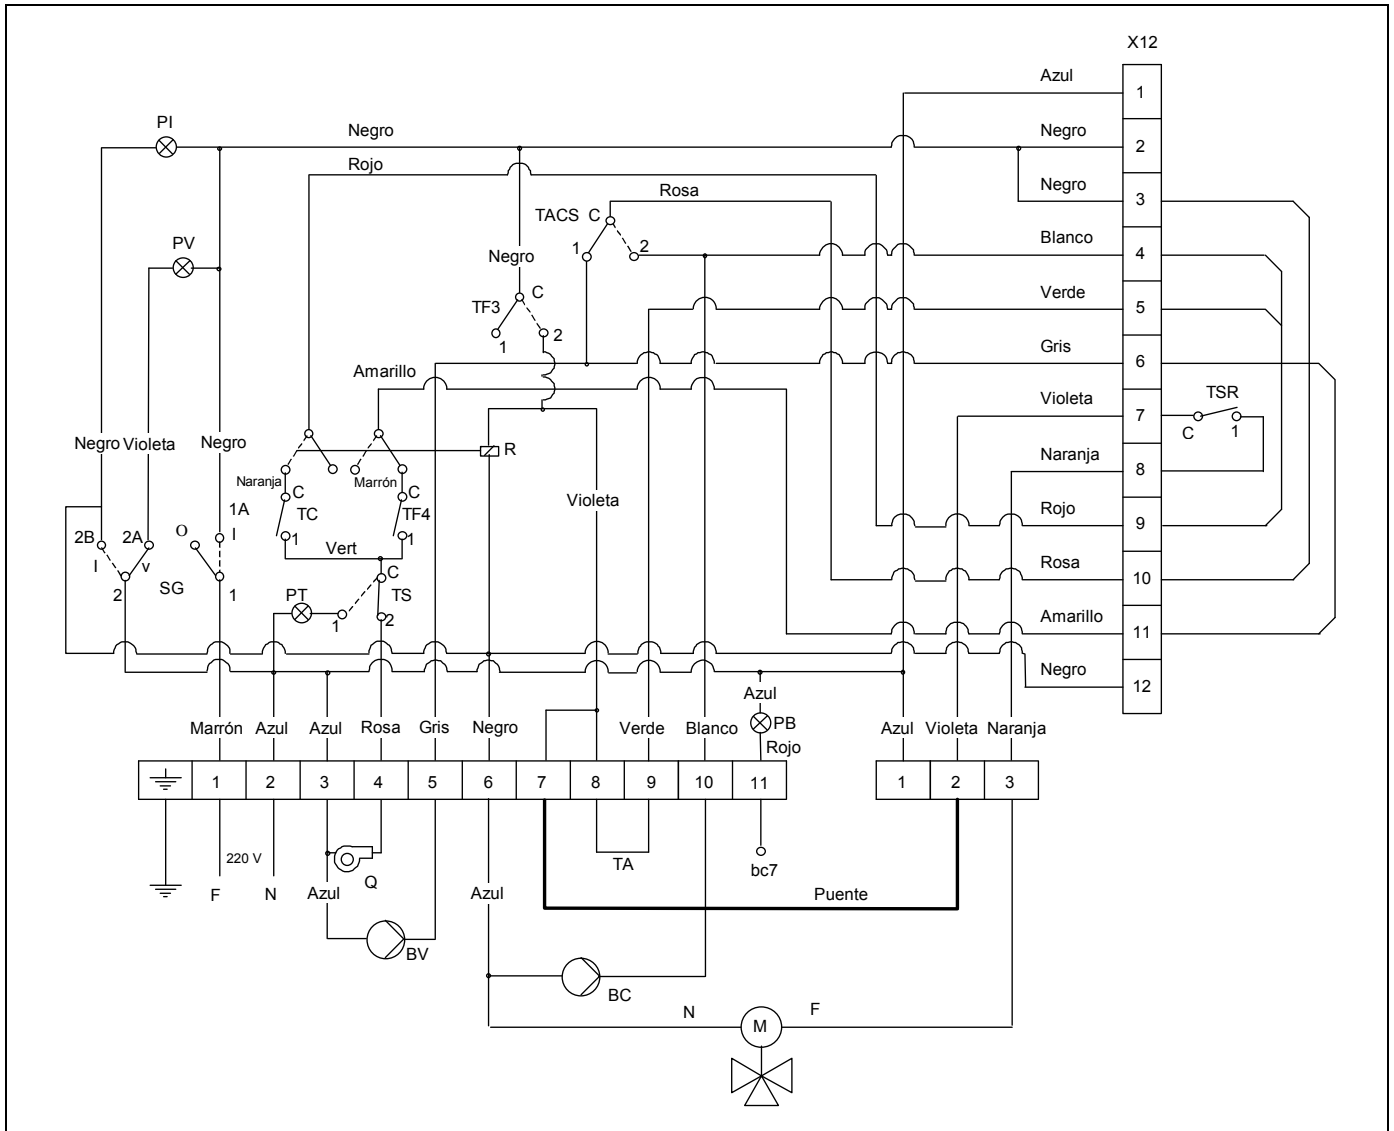 X12
Azul
1
PI
Negro
Negro
2
Rojo
Negro
3
Rosa
TACS C
1
2
Blanco
4
PV
Negro
C
TF3
1
2
Verde
5
Gris
6
Amarillo
TSR
C
1
Violeta
7
Negro
Violeta
Negro
R
Naranja
8
Naranja
Marrón
C
C
TC
TF4
1
1
Violeta
Rojo
9
1A
O
I
2B
2A
I
v
2
SG
1
Vert
C
TS
PT
1
2
Rosa
10
Amarillo
11
Negro
12
Azul
PB
Rojo
Marrón
Azul
Azul
Rosa
Gris
Negro
Verde
Blanco
Azul
Violeta
Naranja
1
2
3
4
5
6
7
8
9
10
11
1
2
3
220 V
F
N
Azul
Q
Azul
TA
bc7
Puente
BV
BC
N
M
F